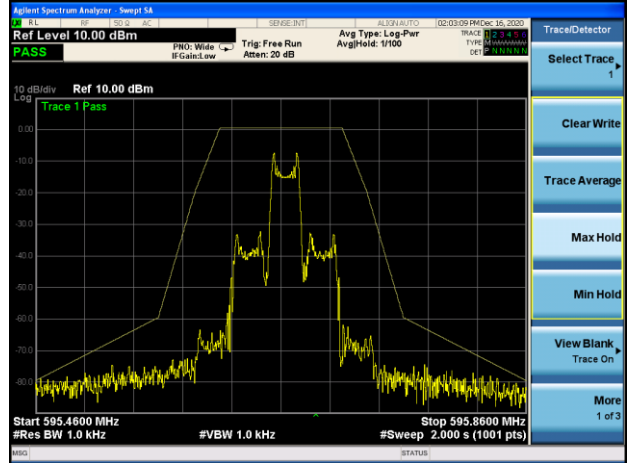 Agilent Spectrum Analyzer - Swept SA
RL RF 50 Ω AC SENSE:INT ALIGN AUTO 02:03:09 PM Dec 16, 2020
Ref Level 10.00 dBm
PASS
PNO: Wide
IFGain:Low
Trig: Free Run
Atten: 20 dB
Avg Type: Log-Pwr
Avg|Hold: 1/100
TRACE 1 2 3 4 5 6
TYPE
DET P N N N N N
10 dB/div Ref 10.00 dBm
Log
Trace 1 Pass
0.00
-10.0
-20.0
-30.0
-40.0
-50.0
-60.0
-70.0
-80.0
Start 595.4600 MHz Stop 595.8600 MHz
#Res BW 1.0 kHz #VBW 1.0 kHz #Sweep 2.000 s (1001 pts)
MSG STATUS
Trace/Detector
Select Trace
1
Clear Write
Trace Average
Max Hold
Min Hold
View Blank
Trace On
More
1 of 3